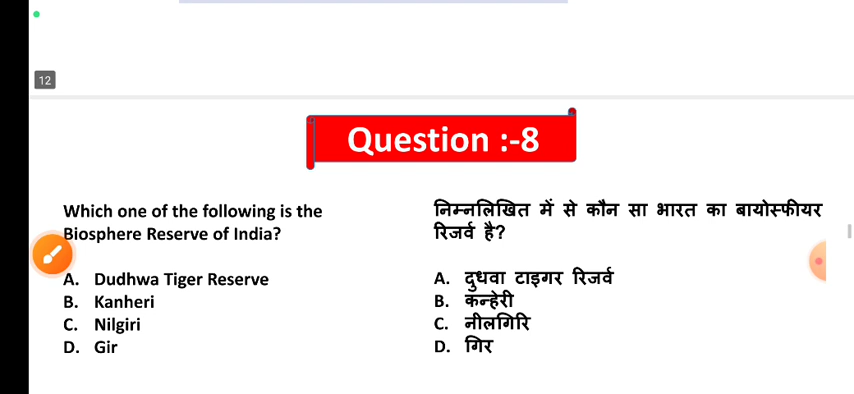 12
Question :-8
Which one of the following is the
Biosphere Reserve of India?
A. Dudhwa Tiger Reserve
B. Kanheri
C. Nilgiri
D. Gir
निम्नलिखित में से कौन सा भारत का बायोस्फीयर
रिजर्व है?
A. दुधवा टाइगर रिजर्व
B. कन्हेरी
C. नीलगिरि
D. गिर